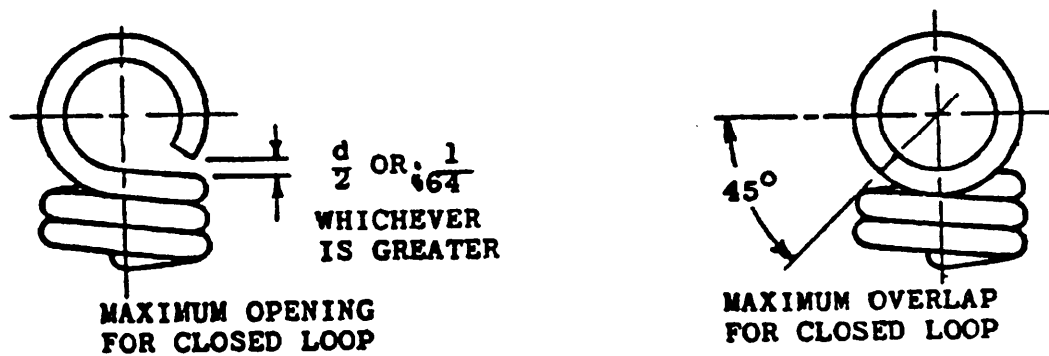 d/2 OR 1/64
WHICHEVER
IS GREATER
MAXIMUM OPENING
FOR CLOSED LOOP
45°
MAXIMUM OVERLAP
FOR CLOSED LOOP